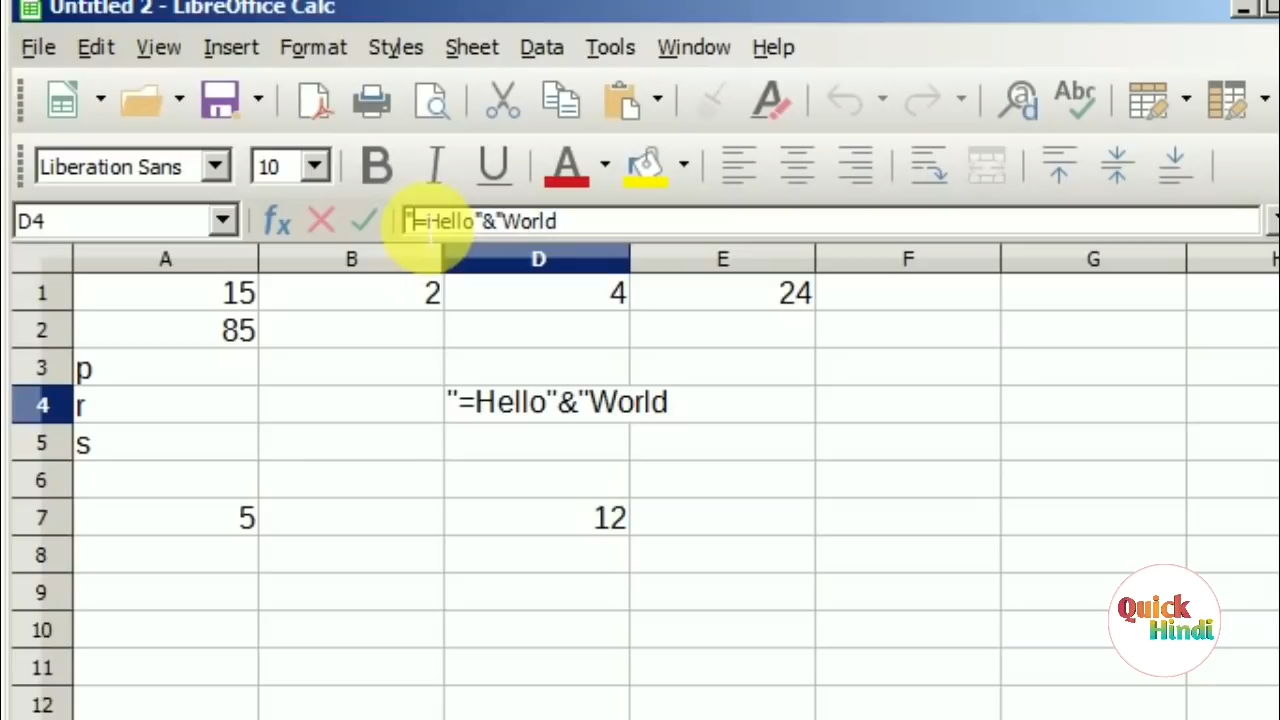 Untitled 2 - LibreOffice Calc
File Edit View Insert Format Styles Sheet Data Tools Window Help
Abc
Liberation Sans 10 B I U A
D4 fx "=Hello"&"World
A B D E F G H
1 15 2 4 24
2 85
3 p
4 r "=Hello"&"World
5 s
6
7 5 12
8
9
10
11
12
Quick
Hindi